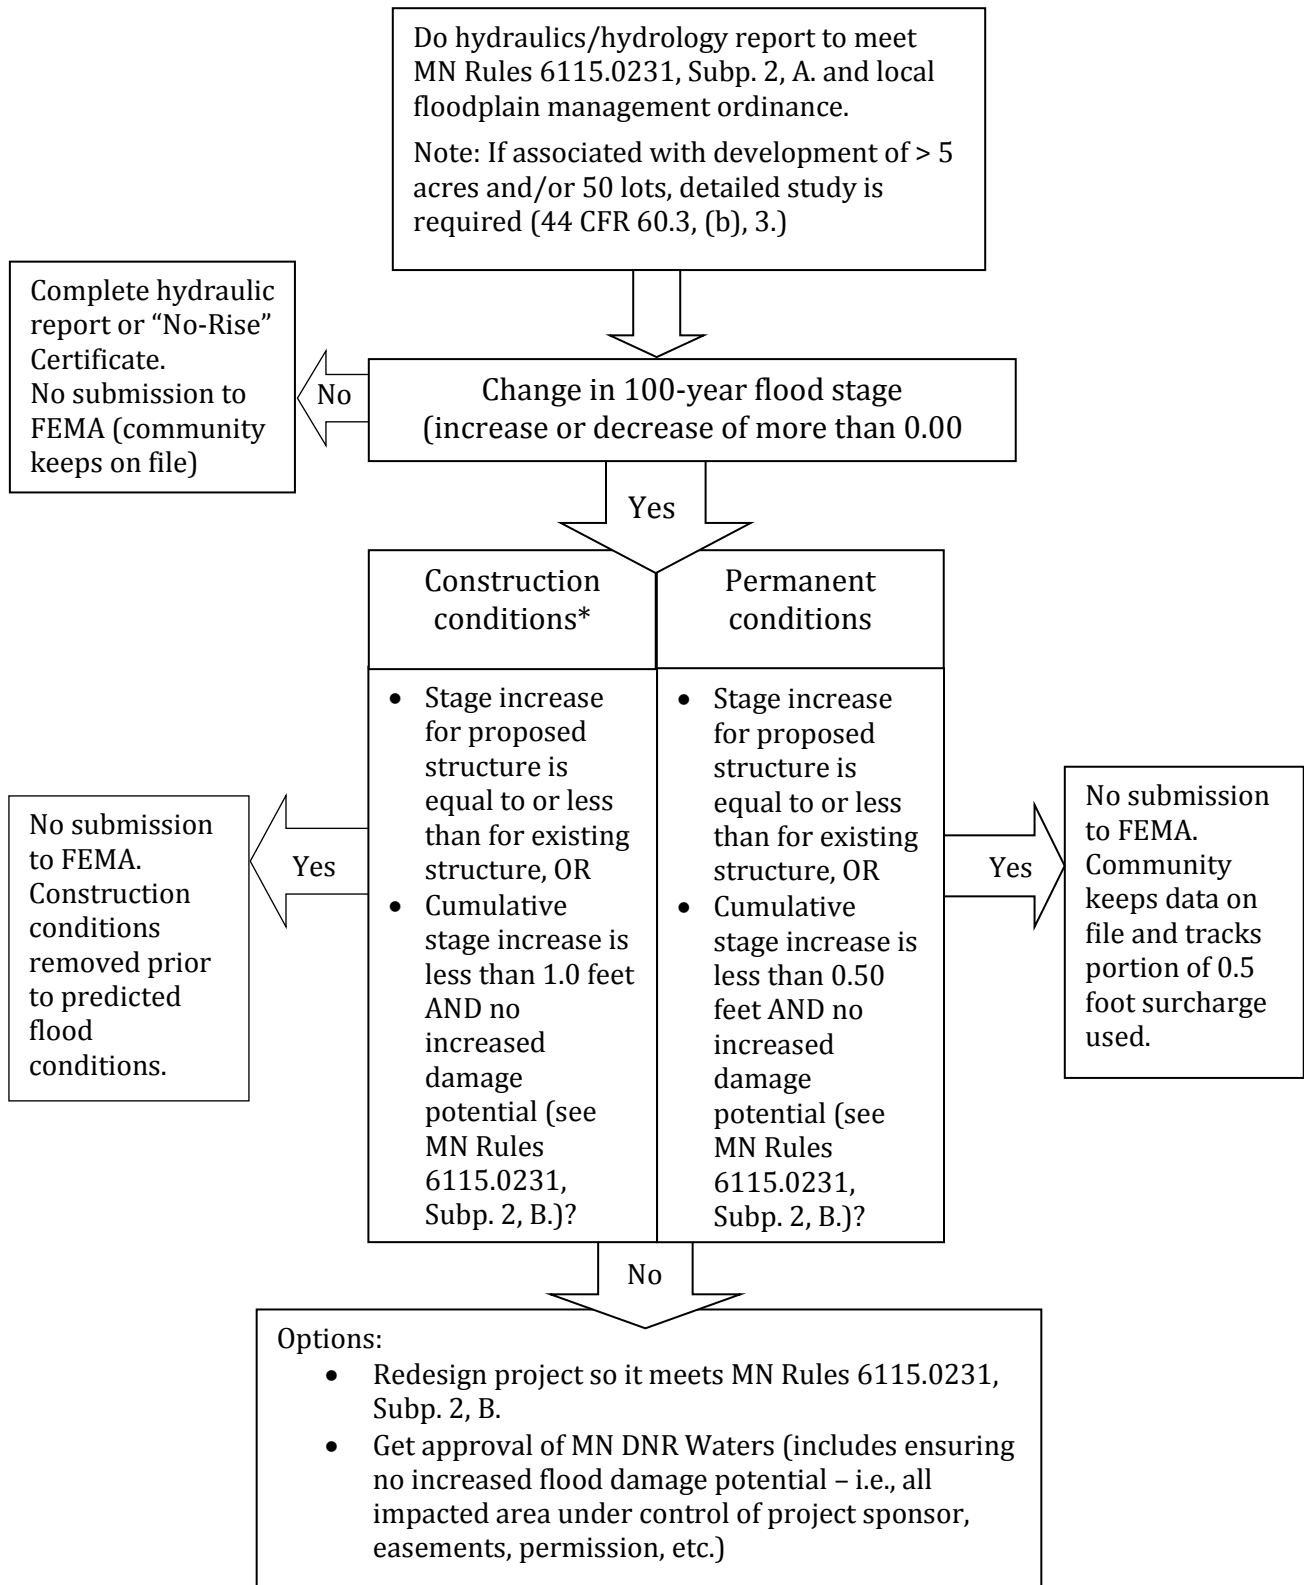 Do hydraulics/hydrology report to meet
MN Rules 6115.0231, Subp. 2, A. and local
floodplain management ordinance.
Note: If associated with development of > 5
acres and/or 50 lots, detailed study is
required (44 CFR 60.3, (b), 3.)
Complete hydraulic
report or “No-Rise”
Certificate.
No submission to
FEMA (community
keeps on file)
No
Change in 100-year flood stage
(increase or decrease of more than 0.00
Yes
Construction
conditions*
Permanent
conditions
• Stage increase
for proposed
structure is
equal to or less
than for existing
structure, OR
• Cumulative
stage increase is
less than 1.0 feet
AND no
increased
damage
potential (see
MN Rules
6115.0231,
Subp. 2, B.)?
• Stage increase
for proposed
structure is
equal to or less
than for existing
structure, OR
• Cumulative
stage increase is
less than 0.50
feet AND no
increased
damage
potential (see
MN Rules
6115.0231,
Subp. 2, B.)?
Yes
No submission
to FEMA.
Construction
conditions
removed prior
to predicted
flood
conditions.
Yes
No submission
to FEMA.
Community
keeps data on
file and tracks
portion of 0.5
foot surcharge
used.
No
Options:
• Redesign project so it meets MN Rules 6115.0231,
Subp. 2, B.
• Get approval of MN DNR Waters (includes ensuring
no increased flood damage potential – i.e., all
impacted area under control of project sponsor,
easements, permission, etc.)